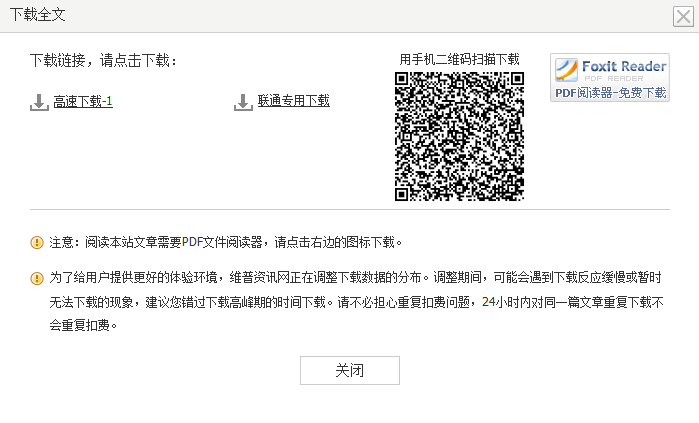 下载全文
下载链接，请点击下载：
用手机二维码扫描下载
高速下载-1
联通专用下载
Foxit Reader
PDF READER
PDF阅读器-免费下载
注意：阅读本站文章需要PDF文件阅读器，请点击右边的图标下载。
为了给用户提供更好的体验环境，维普资讯网正在调整下载数据的分布。调整期间，可能会遇到下载反应缓慢或暂时
无法下载的现象，建议您错过下载高峰期的时间下载。请不必担心重复扣费问题，24小时内对同一篇文章重复下载不
会重复扣费。
关闭